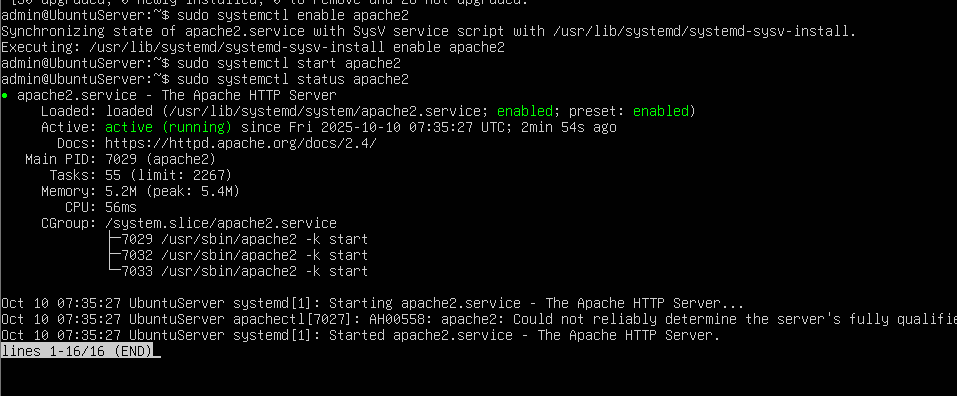 admin@UbuntuServer:~$ sudo systemctl enable apache2
Synchronizing state of apache2.service with SysV service script with /usr/lib/systemd/systemd-sysv-install.
Executing: /usr/lib/systemd/systemd-sysv-install enable apache2
admin@UbuntuServer:~$ sudo systemctl start apache2
admin@UbuntuServer:~$ sudo systemctl status apache2
● apache2.service - The Apache HTTP Server
Loaded: loaded (/usr/lib/systemd/system/apache2.service; enabled; preset: enabled)
Active: active (running) since Fri 2025-10-10 07:35:27 UTC; 2min 54s ago
Docs: https://httpd.apache.org/docs/2.4/
Main PID: 7029 (apache2)
Tasks: 55 (limit: 2267)
Memory: 5.2M (peak: 5.4M)
CPU: 56ms
CGroup: /system.slice/apache2.service
├─7029 /usr/sbin/apache2 -k start
├─7032 /usr/sbin/apache2 -k start
└─7033 /usr/sbin/apache2 -k start
Oct 10 07:35:27 UbuntuServer systemd[1]: Starting apache2.service - The Apache HTTP Server...
Oct 10 07:35:27 UbuntuServer apachectl[7027]: AH00558: apache2: Could not reliably determine the server's fully qualifie
Oct 10 07:35:27 UbuntuServer systemd[1]: Started apache2.service - The Apache HTTP Server.
lines 1-16/16 (END)